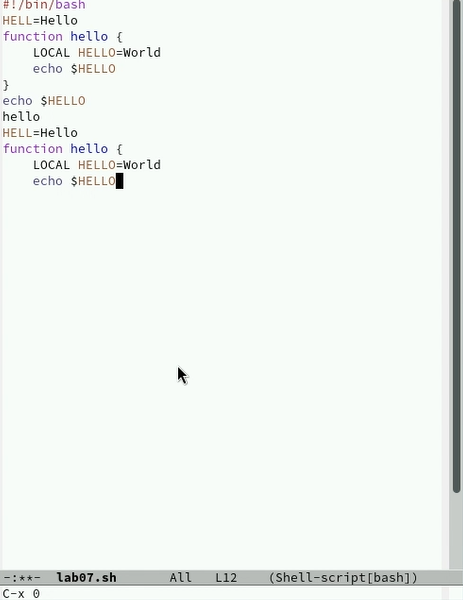 #!/bin/bash
HELL=Hello
function hello {
    LOCAL HELLO=World
    echo $HELLO
}
echo $HELLO
hello
HELL=Hello
function hello {
    LOCAL HELLO=World
    echo $HELLO
-:**-  lab07.sh       All   L12    (Shell-script[bash])
C-x 0